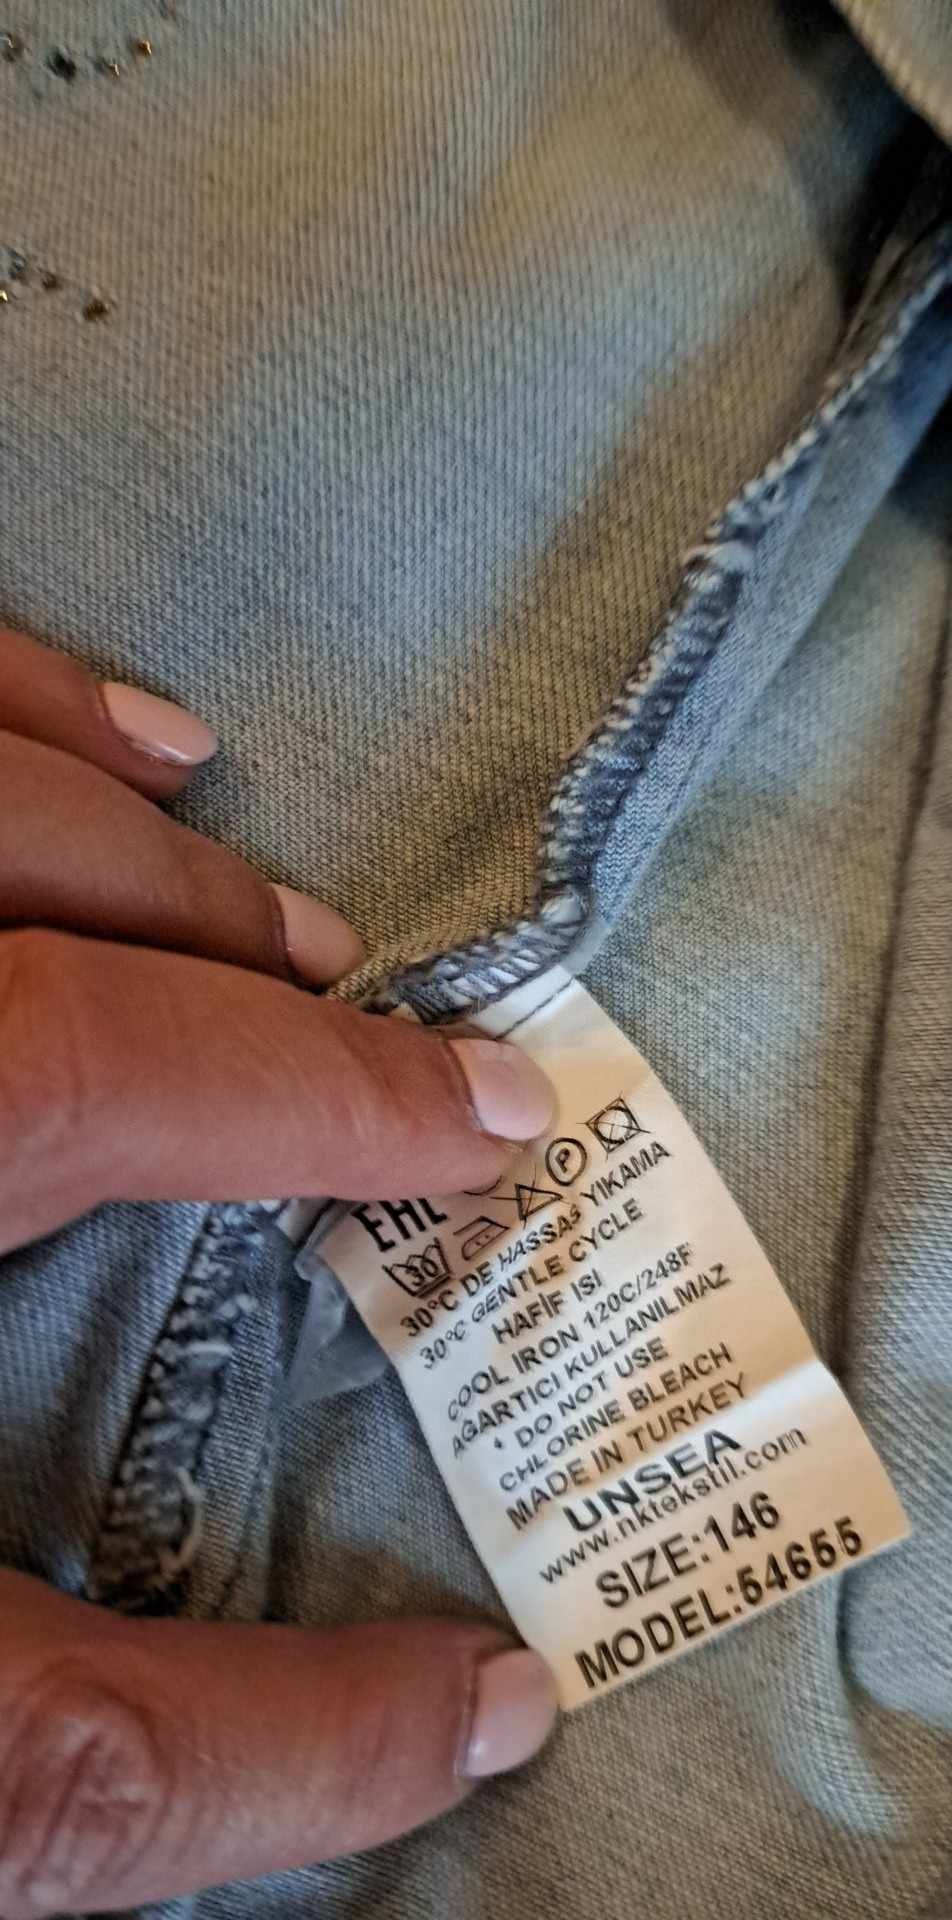 EHC
30
P
30°C DE HASSAS YIKAMA
30°C GENTLE CYCLE
HAFİF ISI
COOL IRON 120C/248F
AGARTICI KULLANILMAZ
DO NOT USE
CHLORINE BLEACH
MADE IN TURKEY
UNSEA
www.nktekstil.com
SIZE:146
MODEL:54655